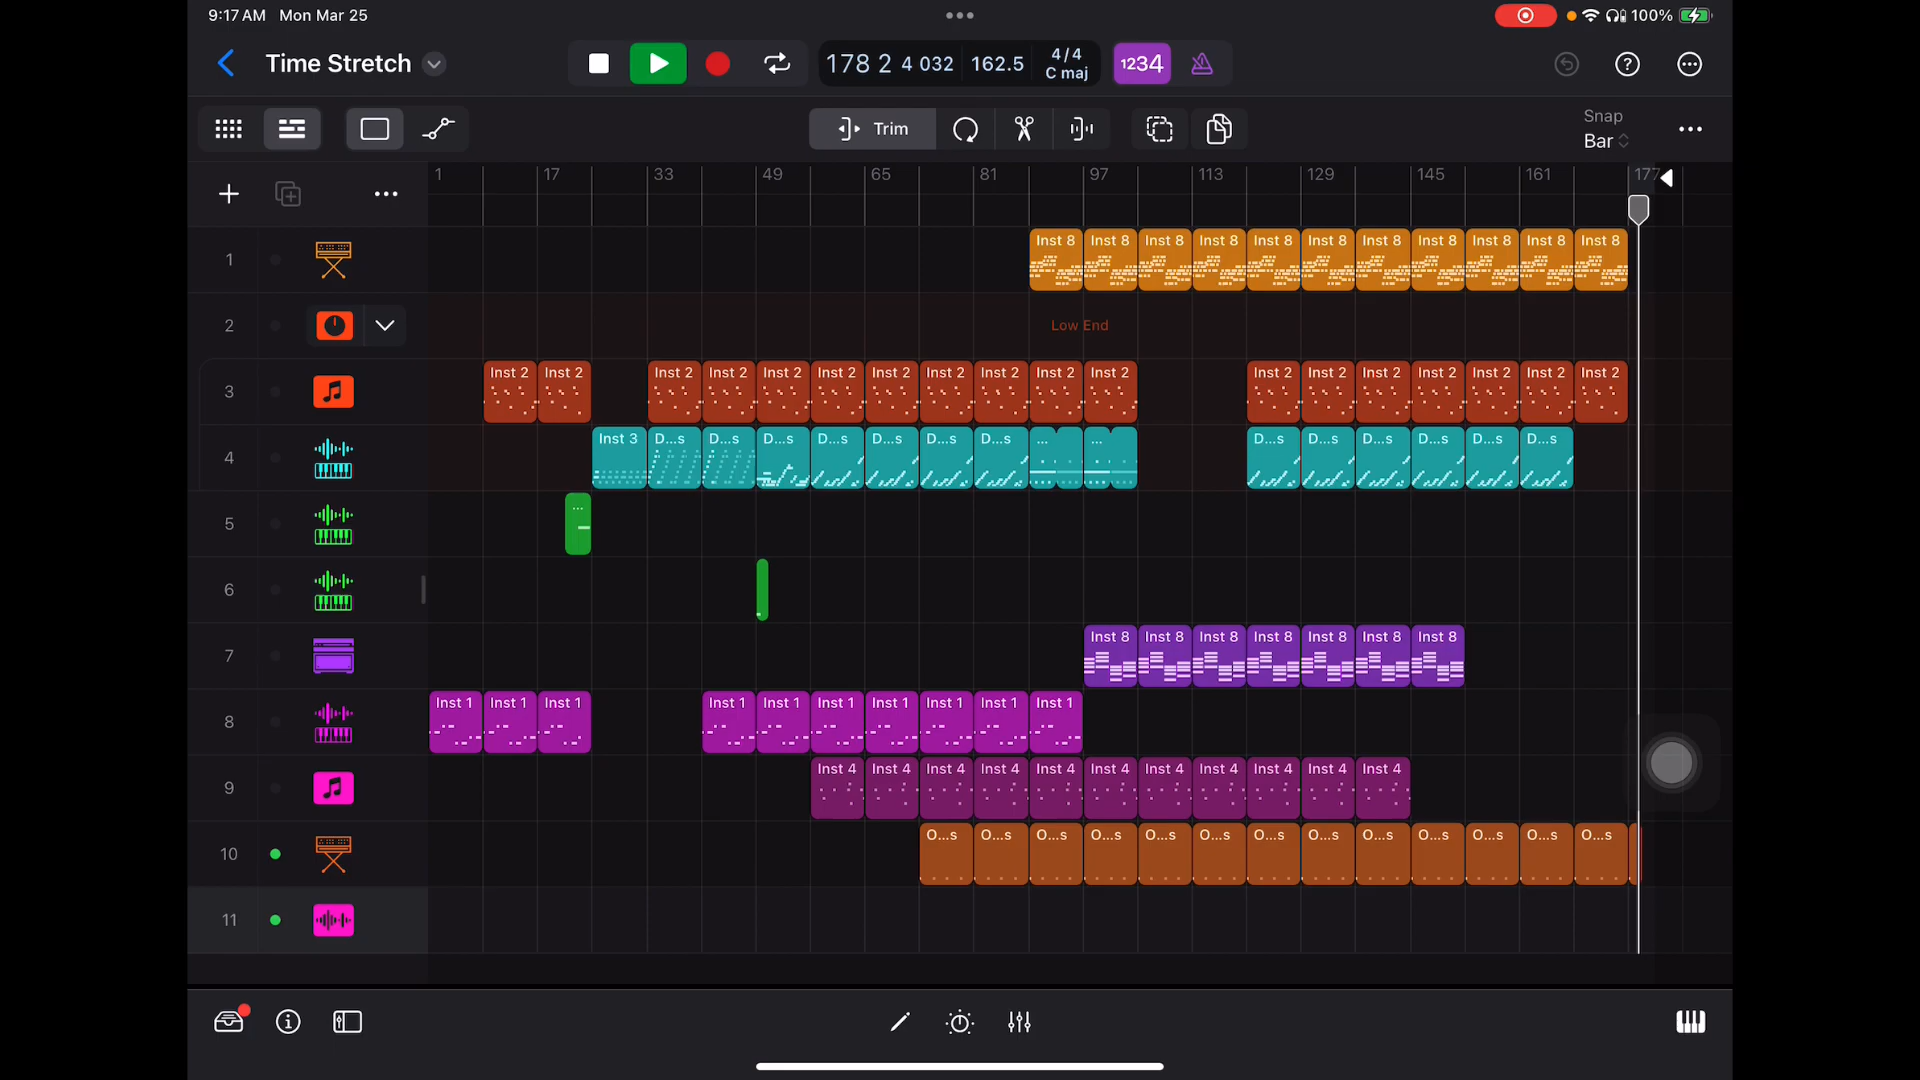 9:17 AM Mon Mar 25
100%
Time Stretch
178 2 4 032 162.5 4/4 C maj
1234
Trim
Snap
Bar
1 17 33 49 65 81 97 113 129 145 161 177
1 Inst 8 Inst 8 Inst 8 Inst 8 Inst 8 Inst 8 Inst 8 Inst 8 Inst 8 Inst 8 Inst 8
2 Low End
3 Inst 2 Inst 2 Inst 2 Inst 2 Inst 2 Inst 2 Inst 2 Inst 2 Inst 2 Inst 2 Inst 2 Inst 2 Inst 2 Inst 2 Inst 2 Inst 2 Inst 2 Inst 2
4 Inst 3 D...s D...s D...s D...s D...s D...s D...s ... ... D...s D...s D...s D...s D...s D...s
5 ...
6
7 Inst 8 Inst 8 Inst 8 Inst 8 Inst 8 Inst 8 Inst 8
8 Inst 1 Inst 1 Inst 1 Inst 1 Inst 1 Inst 1 Inst 1 Inst 1 Inst 1 Inst 1
9 Inst 4 Inst 4 Inst 4 Inst 4 Inst 4 Inst 4 Inst 4 Inst 4 Inst 4 Inst 4 Inst 4
10 O...s O...s O...s O...s O...s O...s O...s O...s O...s O...s O...s O...s O...s
11